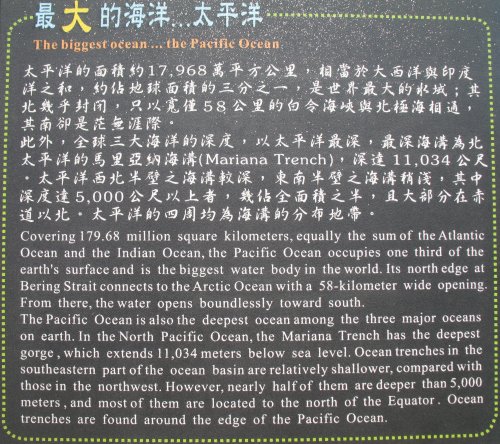 最大的海洋...太平洋
The biggest ocean... the Pacific Ocean
太平洋的面積約17,968萬平方公里，相當於大西洋與印度
洋之和，約佔地球面積的三分之一，是世界最大的水域；其
北幾乎封閉，只以寬僅58公里的白令海峽與北極海相通，
其南卻是茫無涯際。
此外，全球三大海洋的深度，以太平洋最深，最深海溝為北
太平洋的馬里亞納海溝(Mariana Trench)，深達11,034公尺
。太平洋西北半壁之海溝較深，東南半壁之海溝稍淺，其中
深度達5,000公尺以上者，幾佔全面積之半，且大部分在赤
道以北。太平洋的四周均為海溝的分布地帶。
Covering 179.68 million square kilometers, equally the sum of the Atlantic
Ocean and the Indian Ocean, the Pacific Ocean occupies one third of the
earth's surface and is the biggest water body in the world. Its north edge at
Bering Strait connects to the Arctic Ocean with a 58-kilometer wide opening.
From there, the water opens boundlessly toward south.
The Pacific Ocean is also the deepest ocean among the three major oceans
on earth. In the North Pacific Ocean, the Mariana Trench has the deepest
gorge , which extends 11,034 meters below sea level. Ocean trenches in the
southeastern part of the ocean basin are relatively shallower, compared with
those in the northwest. However, nearly half of them are deeper than 5,000
meters , and most of them are located to the north of the Equator . Ocean
trenches are found around the edge of the Pacific Ocean.